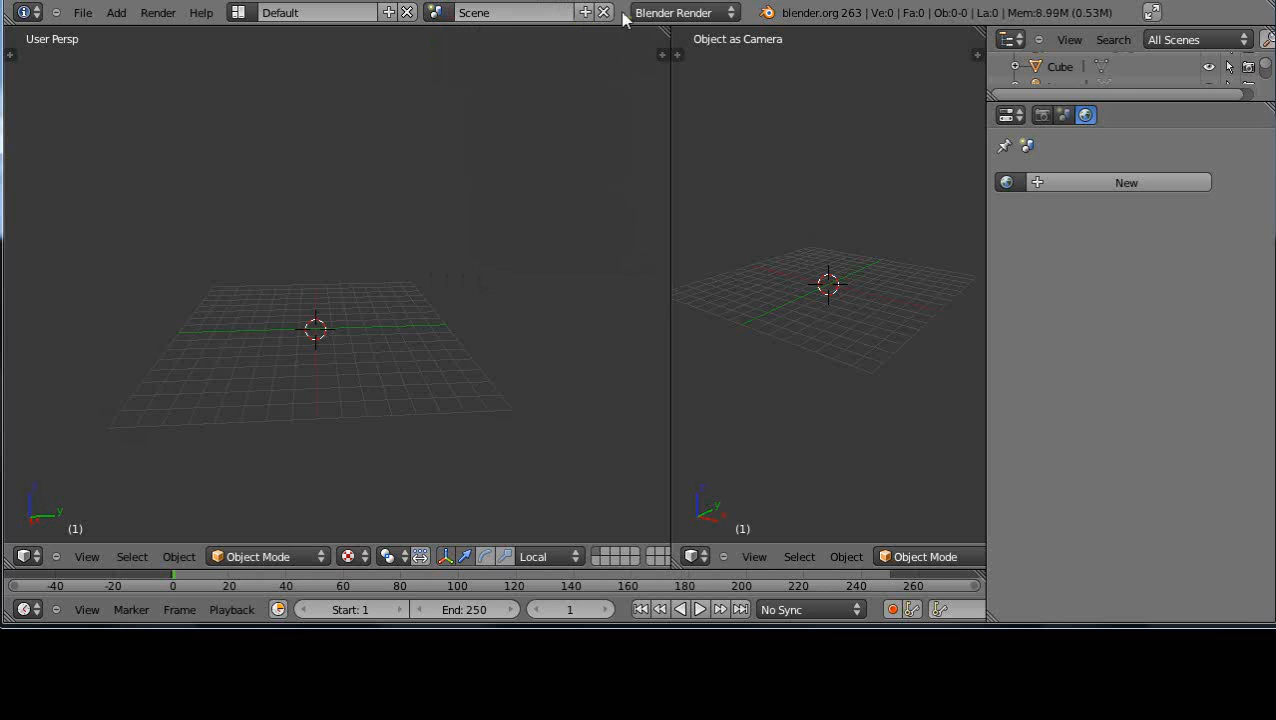 File Add Render Help Default Scene Blender Render blender.org 263 | Ve:0 | Fa:0 | Ob:0-0 | La:0 | Mem:8.99M (0.53M)
User Persp
Object as Camera
View Search All Scenes
Cube
New
z
y
x
z
y
x
(1)
(1)
View Select Object Object Mode Local
View Select Object Object Mode
-40 -20 0 20 40 60 80 100 120 140 160 180 200 220 240 260
View Marker Frame Playback Start: 1 End: 250 1 No Sync